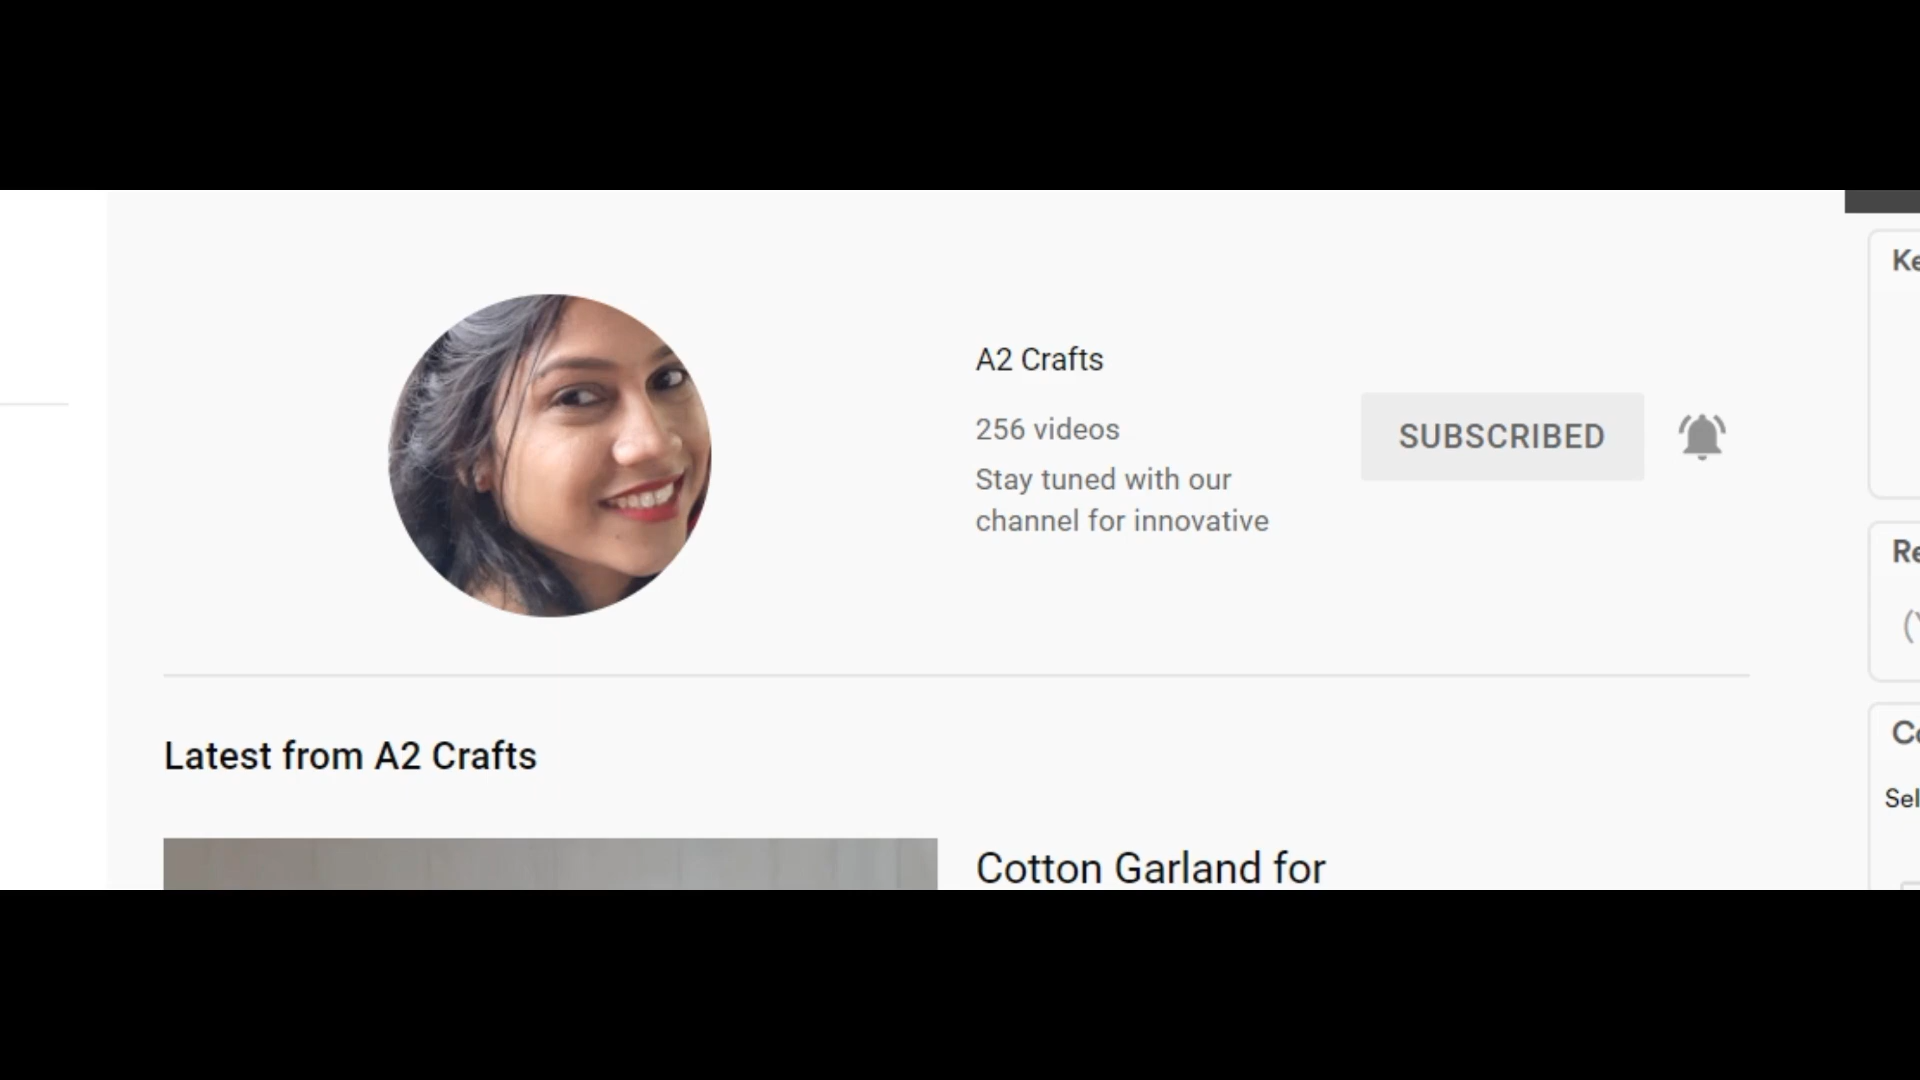 A2 Crafts
256 videos
Stay tuned with our
channel for innovative
SUBSCRIBED
Latest from A2 Crafts
Cotton Garland for